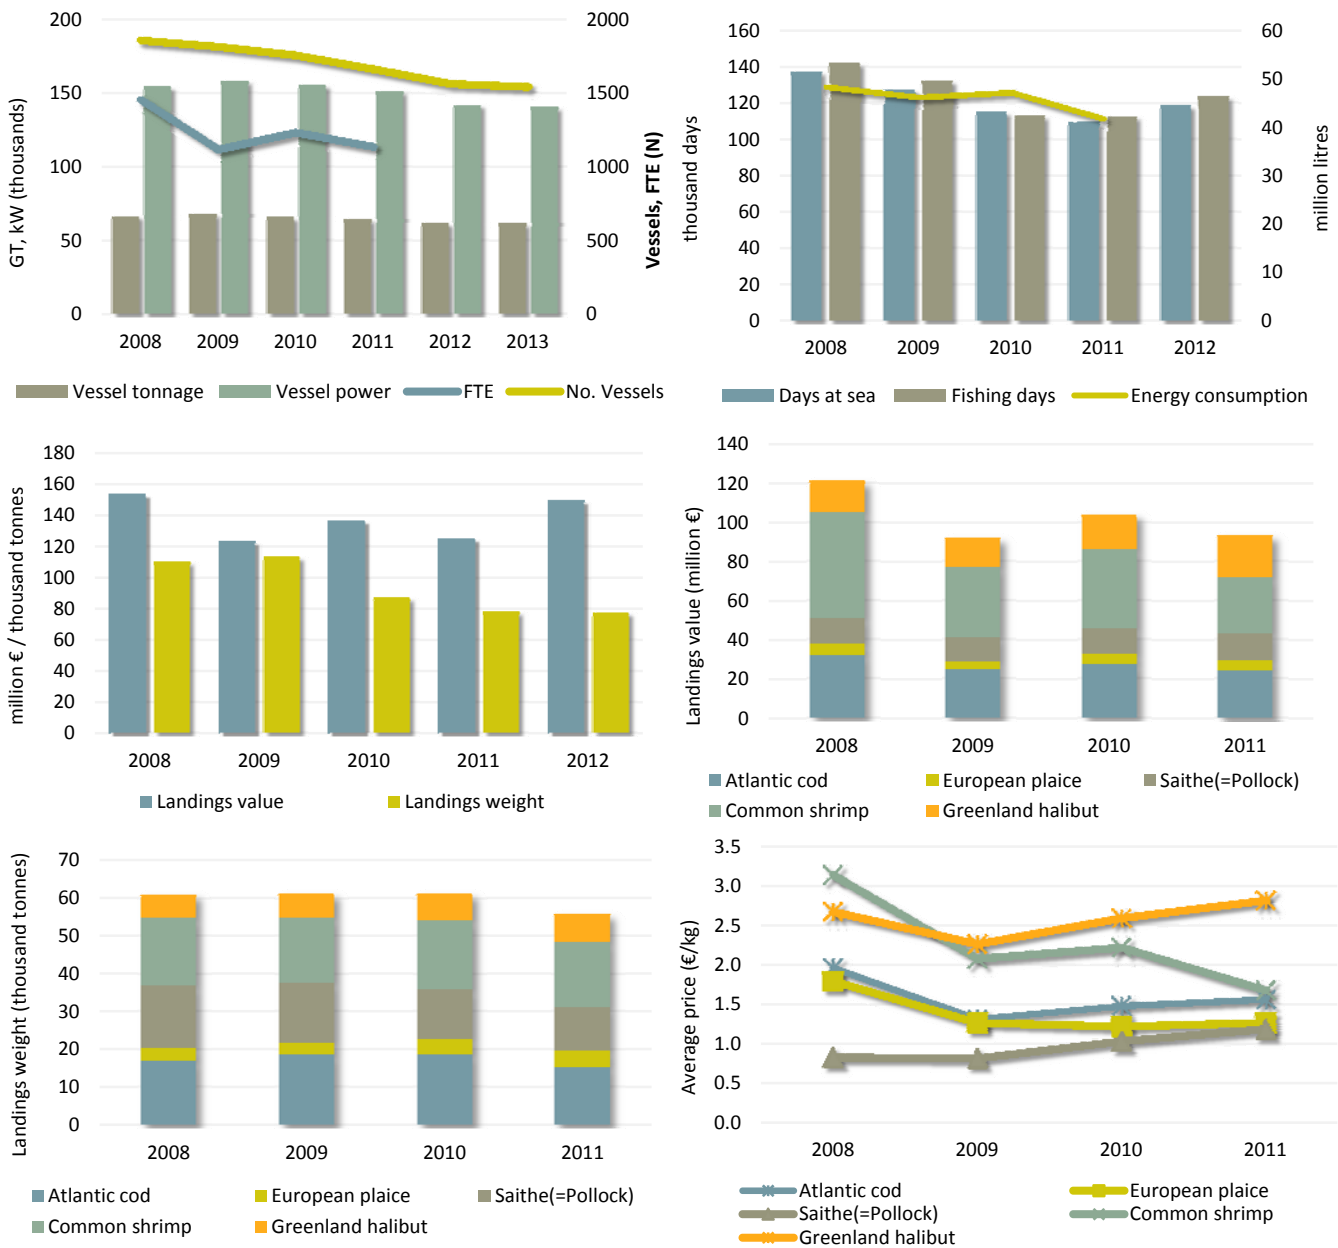 GT, kW (thousands)
200
150
100
50
0
2000
1500
1000
500
0
Vessels, FTE (N)
2008 2009 2010 2011 2012 2013
Vessel tonnage Vessel power FTE No. Vessels
thousand days
160
140
120
100
80
60
40
20
0
60
50
40
30
20
10
0
million litres
2008 2009 2010 2011 2012
Days at sea Fishing days Energy consumption
million € / thousand tonnes
180
160
140
120
100
80
60
40
20
0
2008 2009 2010 2011 2012
Landings value Landings weight
Landings value (million €)
140
120
100
80
60
40
20
0
2008 2009 2010 2011
Atlantic cod European plaice Saithe(=Pollock)
Common shrimp Greenland halibut
Landings weight (thousand tonnes)
70
60
50
40
30
20
10
0
2008 2009 2010 2011
Atlantic cod European plaice Saithe(=Pollock)
Common shrimp Greenland halibut
Average price (€/kg)
3.5
3.0
2.5
2.0
1.5
1.0
0.5
0.0
2008 2009 2010 2011
Atlantic cod European plaice
Saithe(=Pollock) Common shrimp
Greenland halibut